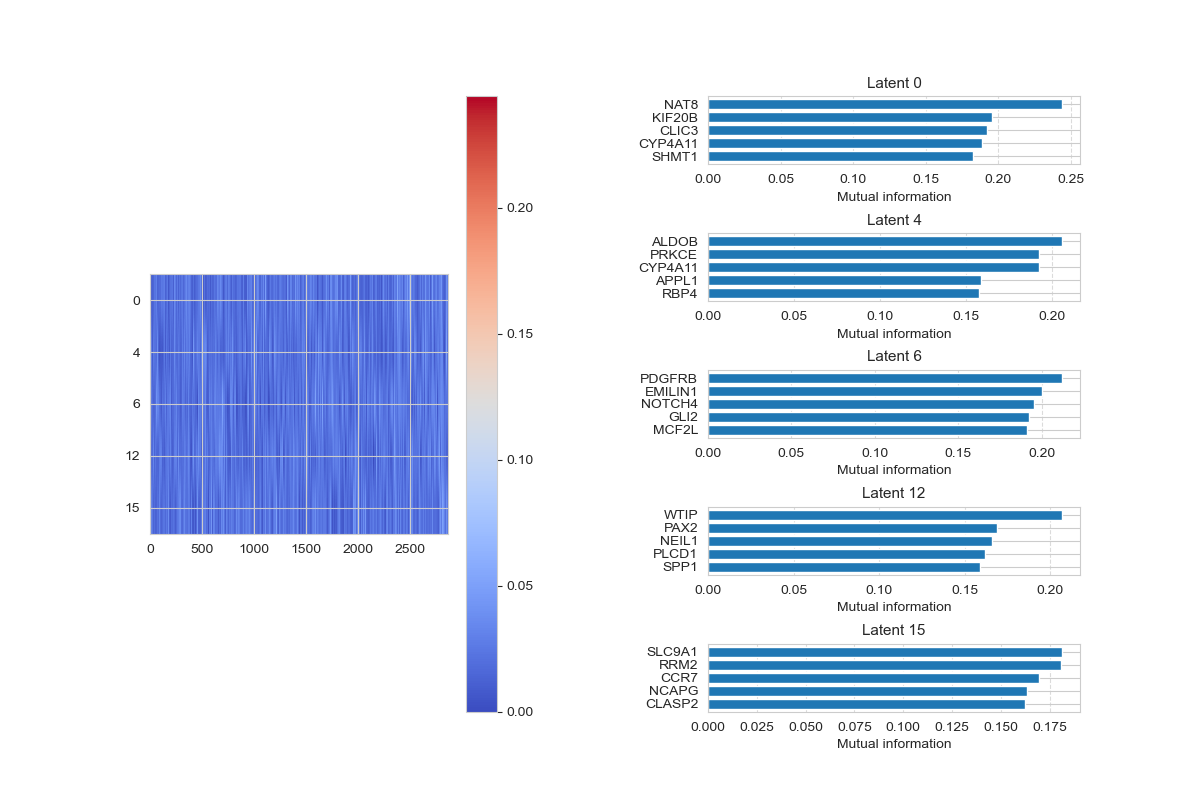 0
4
6
12
15
0 500 1000 1500 2000 2500
0.20
0.15
0.10
0.05
0.00
Latent 0
NAT8
KIF20B
CLIC3
CYP4A11
SHMT1
0.00 0.05 0.10 0.15 0.20 0.25
Mutual information
Latent 4
ALDOB
PRKCE
CYP4A11
APPL1
RBP4
0.00 0.05 0.10 0.15 0.20
Mutual information
Latent 6
PDGFRB
EMILIN1
NOTCH4
GLI2
MCF2L
0.00 0.05 0.10 0.15 0.20
Mutual information
Latent 12
WTIP
PAX2
NEIL1
PLCD1
SPP1
0.00 0.05 0.10 0.15 0.20
Mutual information
Latent 15
SLC9A1
RRM2
CCR7
NCAPG
CLASP2
0.000 0.025 0.050 0.075 0.100 0.125 0.150 0.175
Mutual information